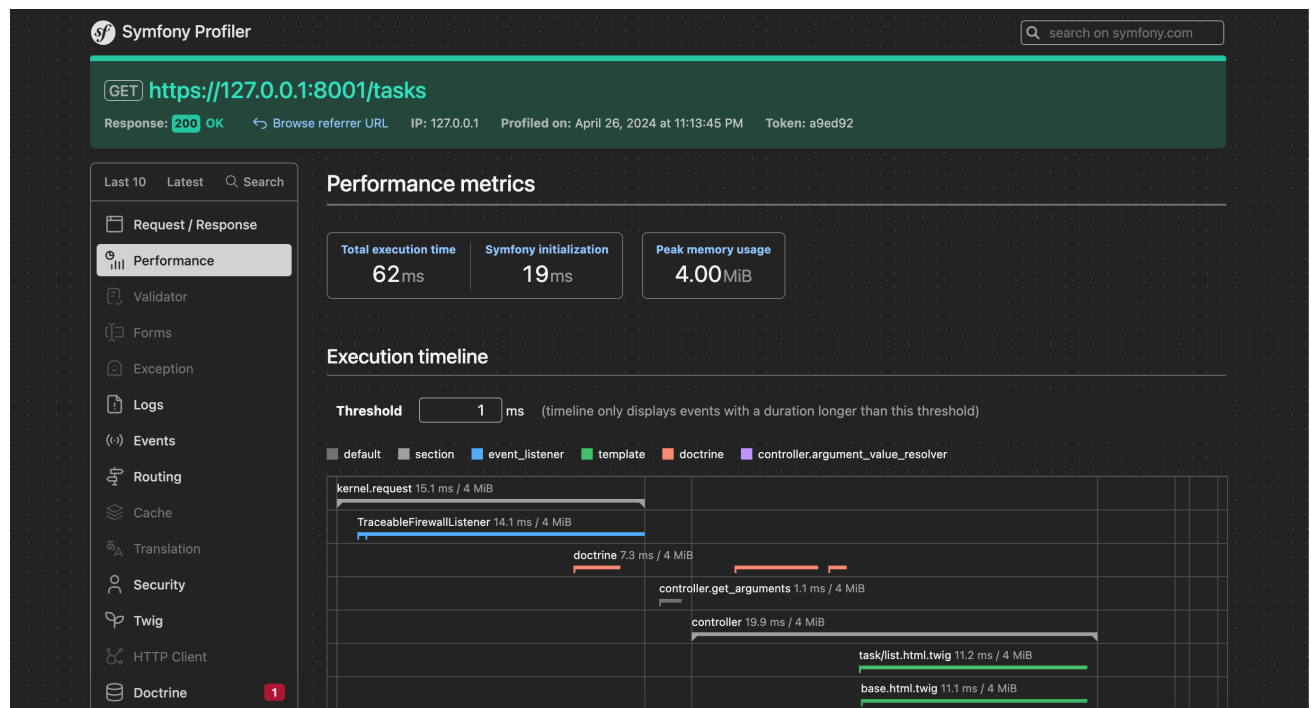 sf Symfony Profiler
search on symfony.com
GET https://127.0.0.1:8001/tasks
Response: 200 OK Browse referrer URL IP: 127.0.0.1 Profiled on: April 26, 2024 at 11:13:45 PM Token: a9ed92
Last 10 Latest Search
Request / Response
Performance
Validator
Forms
Exception
Logs
Events
Routing
Cache
Translation
Security
Twig
HTTP Client
Doctrine 1
Performance metrics
Total execution time Symfony initialization Peak memory usage
62 ms 19 ms 4.00 MiB
Execution timeline
Threshold 1 ms (timeline only displays events with a duration longer than this threshold)
default section event_listener template doctrine controller.argument_value_resolver
kernel.request 15.1 ms / 4 MiB
TraceableFirewallListener 14.1 ms / 4 MiB
doctrine 7.3 ms / 4 MiB
controller.get_arguments 1.1 ms / 4 MiB
controller 19.9 ms / 4 MiB
task/list.html.twig 11.2 ms / 4 MiB
base.html.twig 11.1 ms / 4 MiB